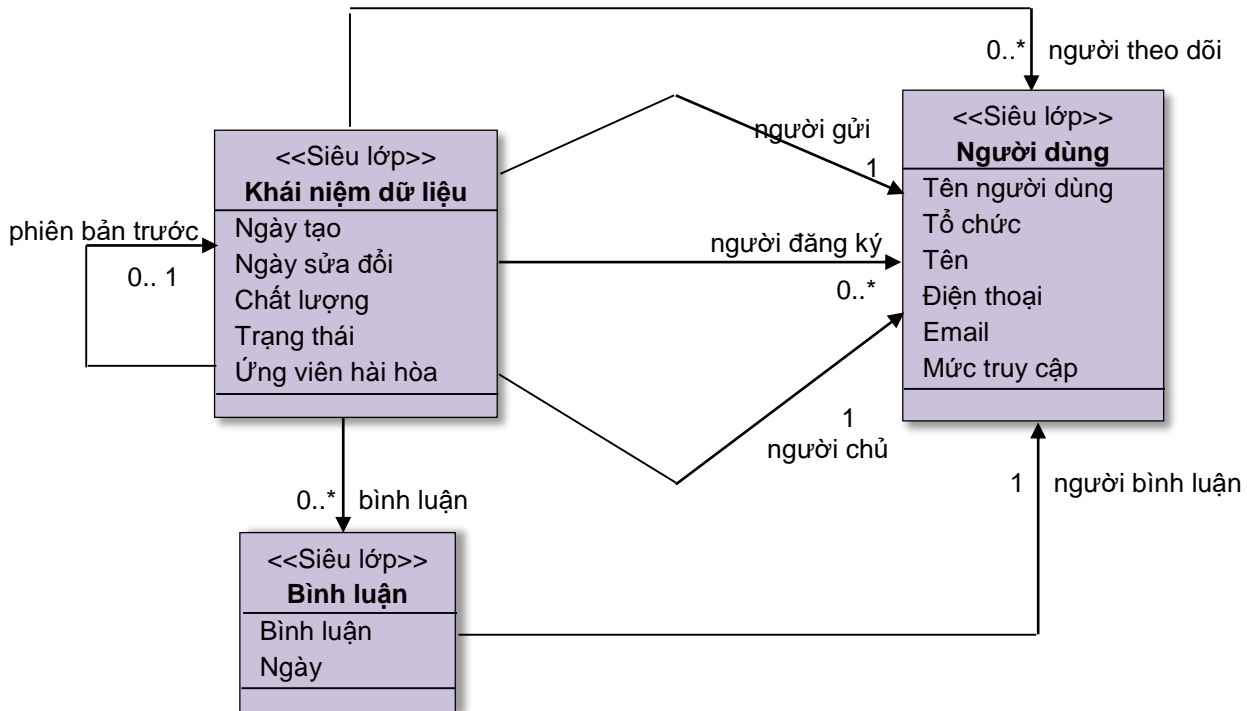 0..* người theo dõi
<<Siêu lớp>>
Người dùng
Tên người dùng
Tổ chức
Tên
Điện thoại
Email
Mức truy cập
người gửi
1
<<Siêu lớp>>
Khái niệm dữ liệu
Ngày tạo
Ngày sửa đổi
Chất lượng
Trạng thái
Ứng viên hài hòa
phiên bản trước
0.. 1
người đăng ký
0..*
1
người chủ
0..* bình luận
1 người bình luận
<<Siêu lớp>>
Bình luận
Bình luận
Ngày